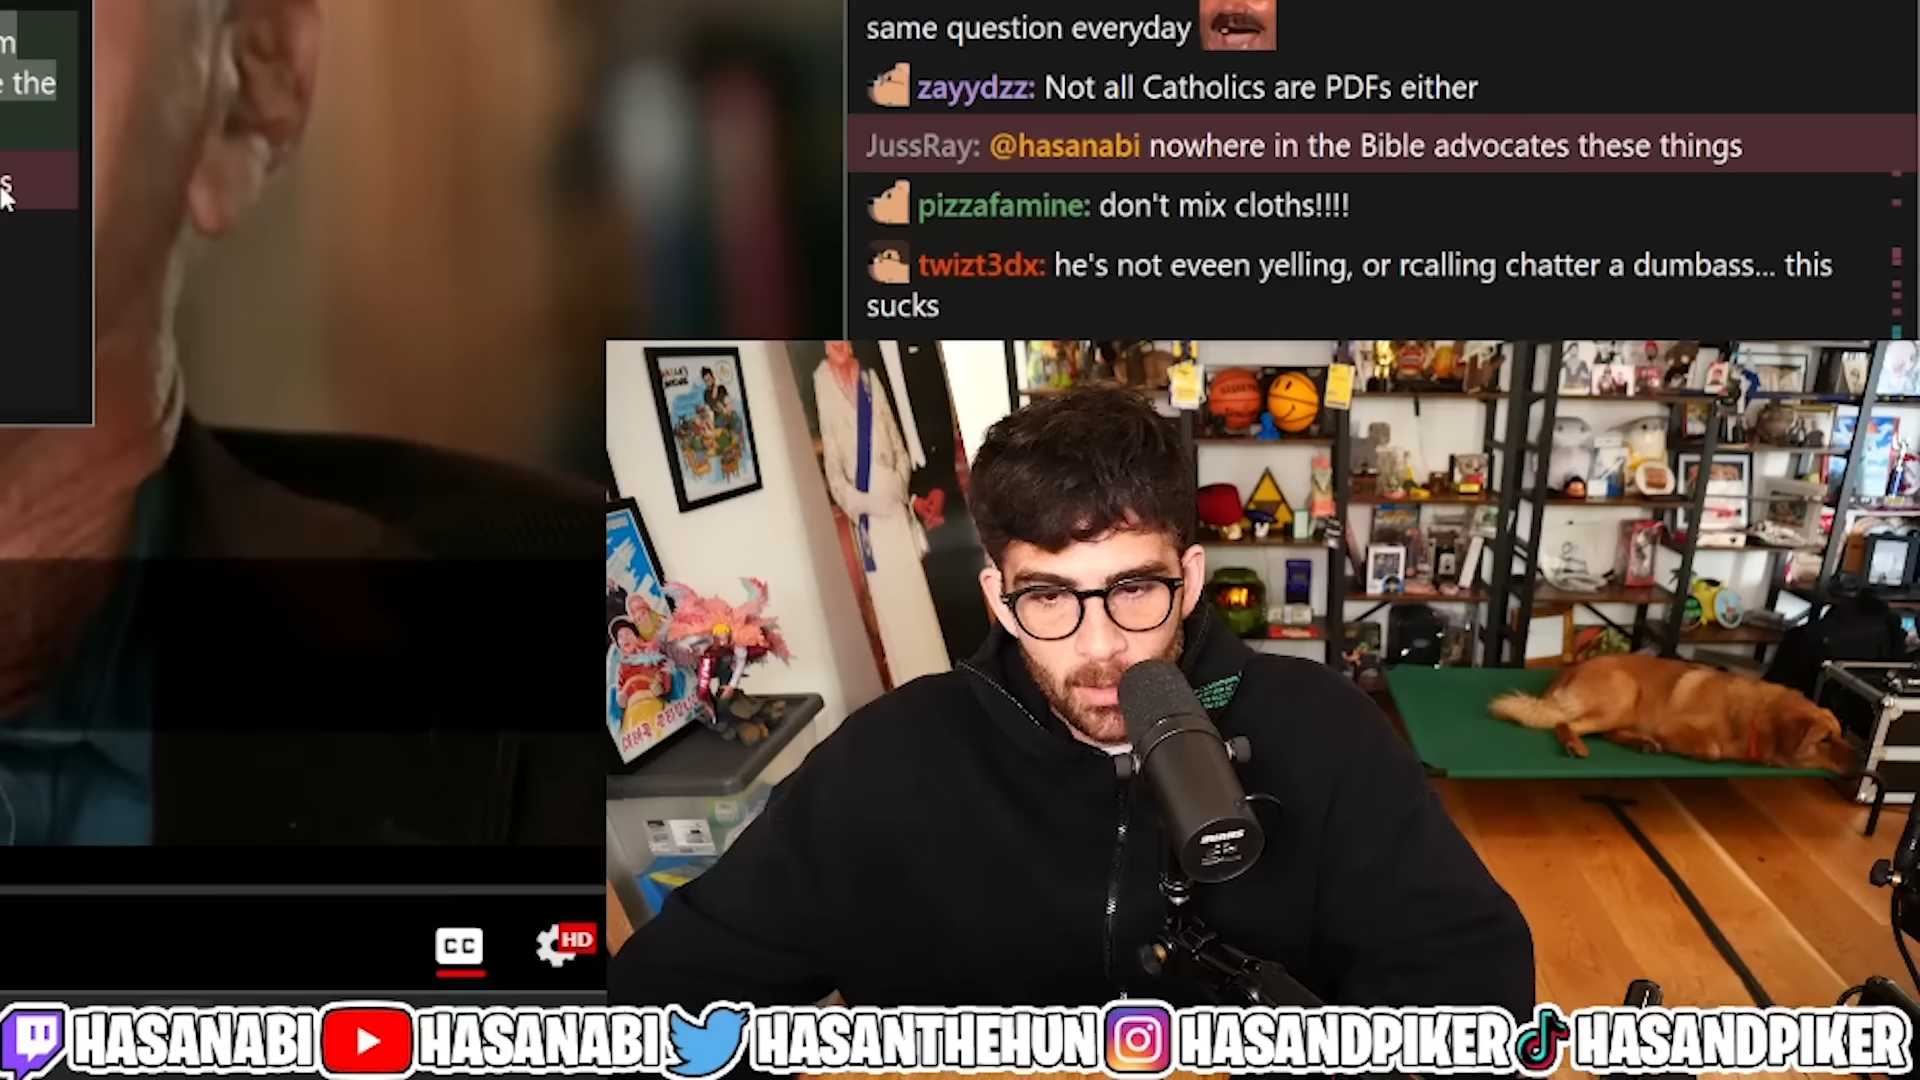 m
e the
s
same question everyday
zayydzz: Not all Catholics are PDFs either
JussRay: @hasanabi nowhere in the Bible advocates these things
pizzafamine: don't mix cloths!!!!
twizt3dx: he's not eveen yelling, or rcalling chatter a dumbass... this
sucks
CC
HD
HASANABI HASANABI HASANTHEHUN HASANDPIKER HASANDPIKER